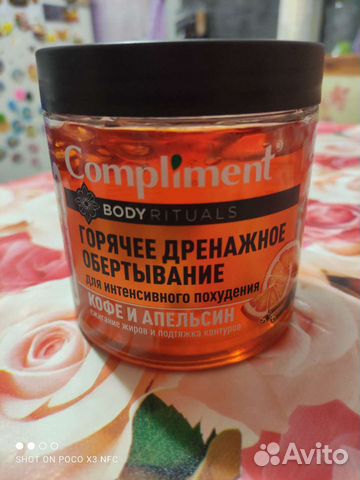 Compliment
BODY RITUALS
ГОРЯЧЕЕ ДРЕНАЖНОЕ
ОБЕРТЫВАНИЕ
для интенсивного похудения
КОФЕ И АПЕЛЬСИН
сжигание жиров и подтяжка контуров
SHOT ON POCO X3 NFC
Avito